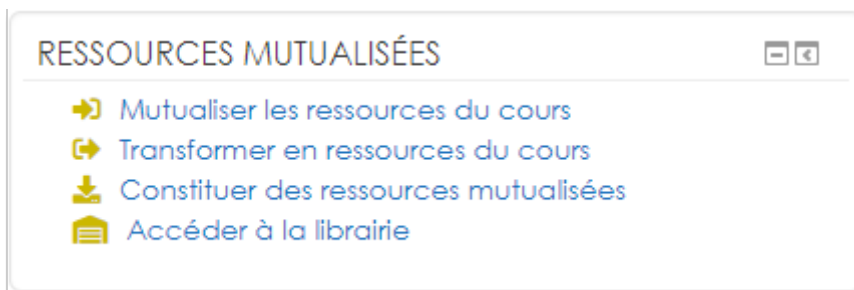 RESSOURCES MUTUALISÉES
Mutualiser les ressources du cours
Transformer en ressources du cours
Constituer des ressources mutualisées
Accéder à la librairie